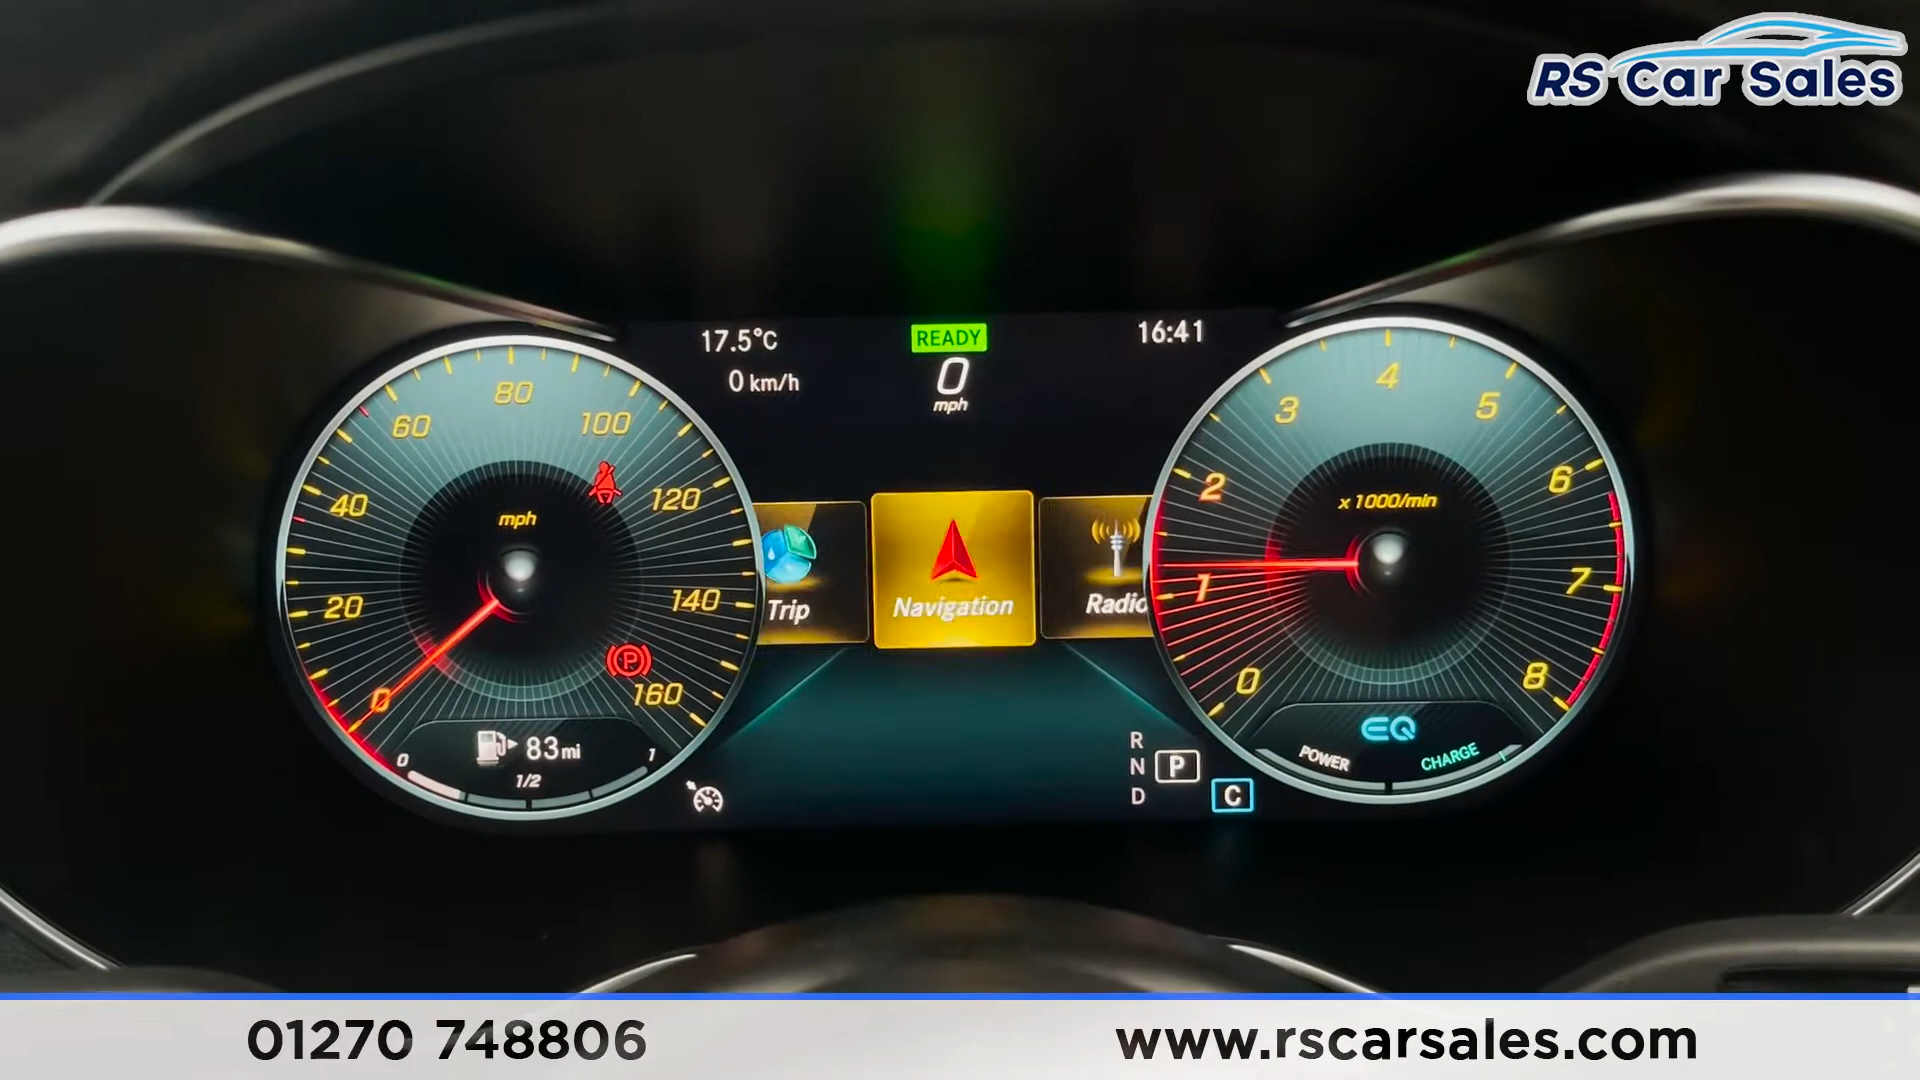 RS Car Sales
17.5°C
READY
16:41
0 km/h
0
mph
0
20
40
60
80
100
120
140
160
mph
P
83 mi
0
1/2
1
Trip
Navigation
Radio
0
1
2
3
4
5
6
7
8
x 1000/min
EQ
POWER
CHARGE
R
N
P
D
C
01270 748806
www.rscarsales.com